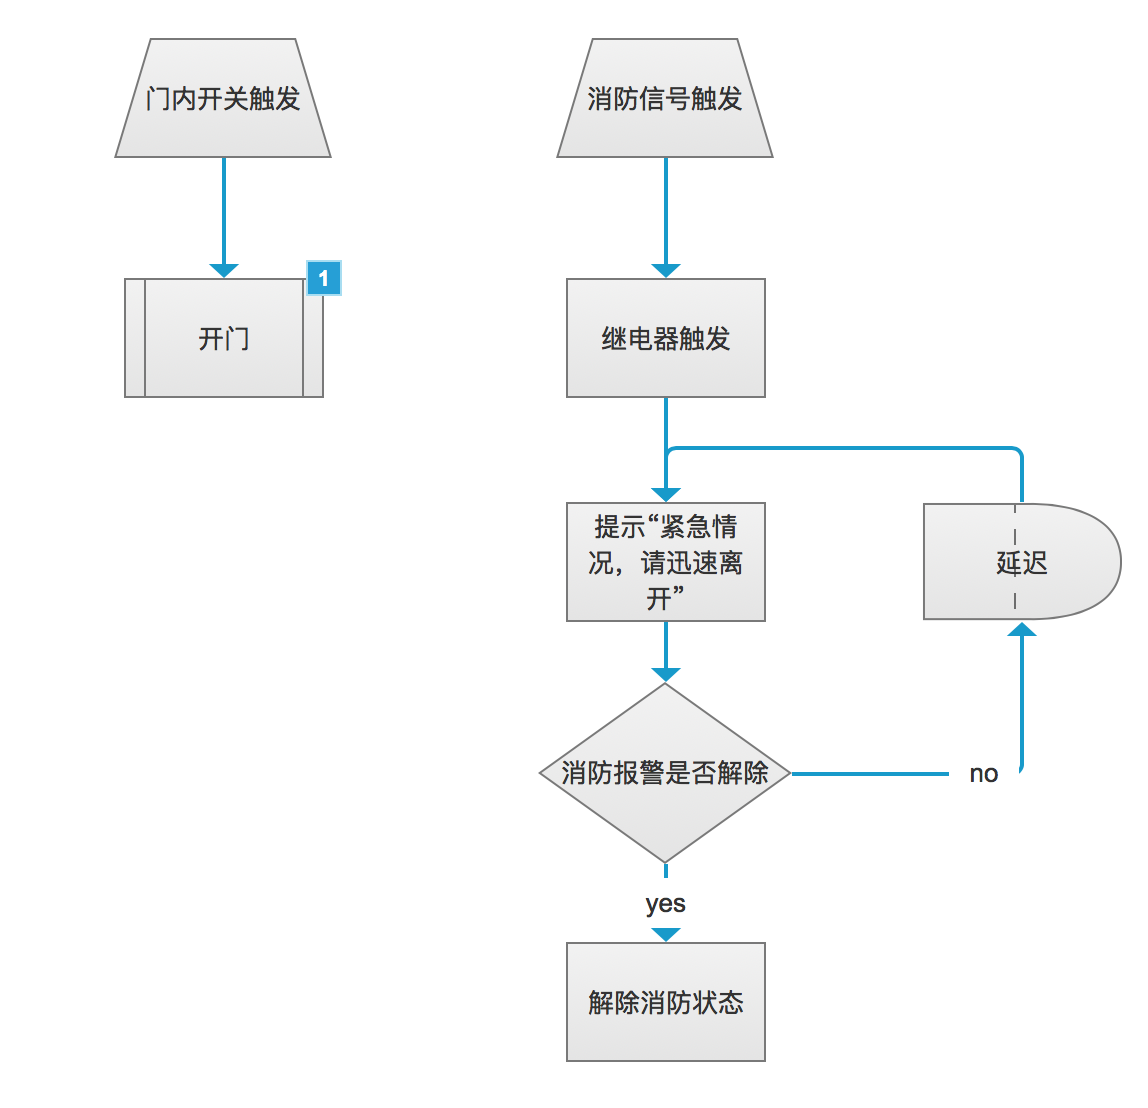 门内开关触发
消防信号触发
1
开门
继电器触发
提示“紧急情
况，请迅速离
开”
延迟
消防报警是否解除
no
yes
解除消防状态